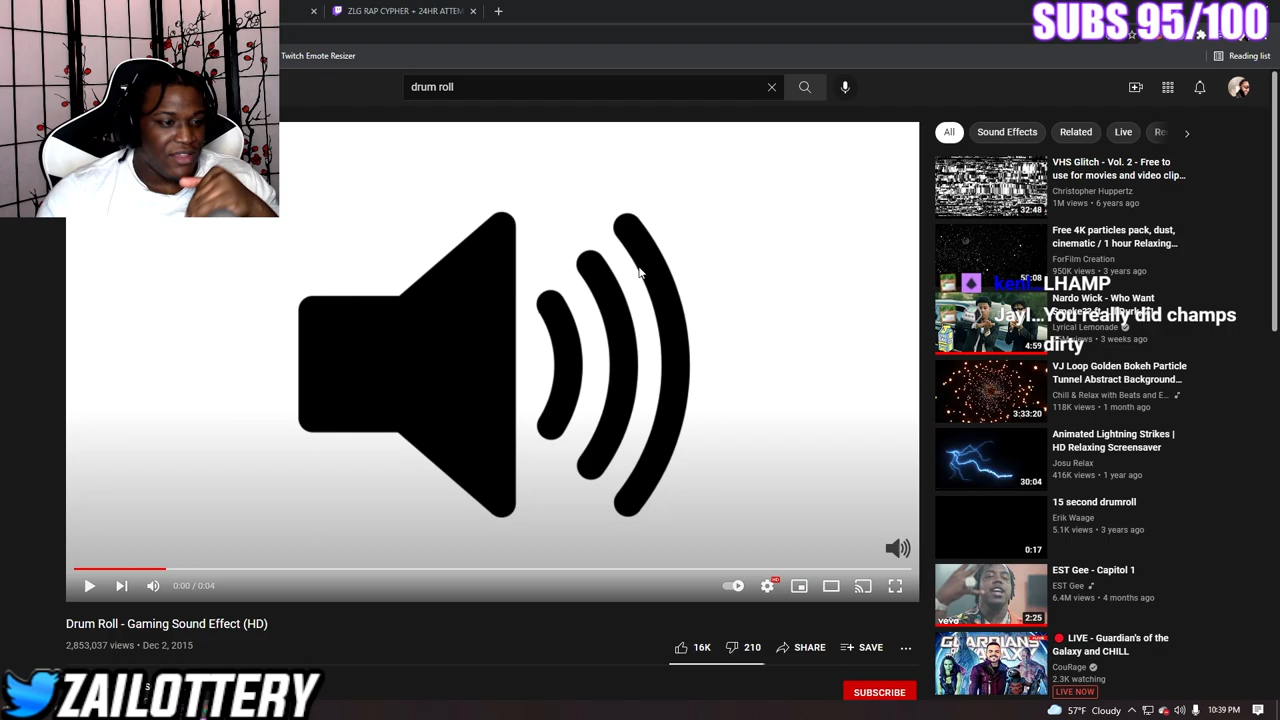 ZLG RAP CYPHER + 24HR ATTEM
SUBS 95/100
Twitch Emote Resizer
Reading list
drum roll
All
Sound Effects
Related
Live
Re
VHS Glitch - Vol. 2 - Free to
use for movies and video clip...
Christopher Huppertz
1M views • 6 years ago
32:48
Free 4K particles pack, dust,
cinematic / 1 hour Relaxing...
ForFilm Creation
950K views • 3 years ago
LHAMP
Nardo Wick - Who Want
JayI...You really did champs
dirty
Lyrical Lemonade
3 weeks ago
4:59
VJ Loop Golden Bokeh Particle
Tunnel Abstract Background...
Chill & Relax with Beats and E...
118K views • 1 month ago
3:33:20
Animated Lightning Strikes |
HD Relaxing Screensaver
Josu Relax
416K views • 1 year ago
30:04
15 second drumroll
Erik Waage
5.1K views • 3 years ago
0:17
EST Gee - Capitol 1
EST Gee
6.4M views • 4 months ago
vevo
2:25
LIVE - Guardian's of the
Galaxy and CHILL
CouRage
2.3K watching
LIVE NOW
0:00 / 0:04
HD
Drum Roll - Gaming Sound Effect (HD)
2,853,037 views • Dec 2, 2015
16K
210
SHARE
SAVE
SUBSCRIBE
ZAILOTTERY
57°F Cloudy
10:39 PM